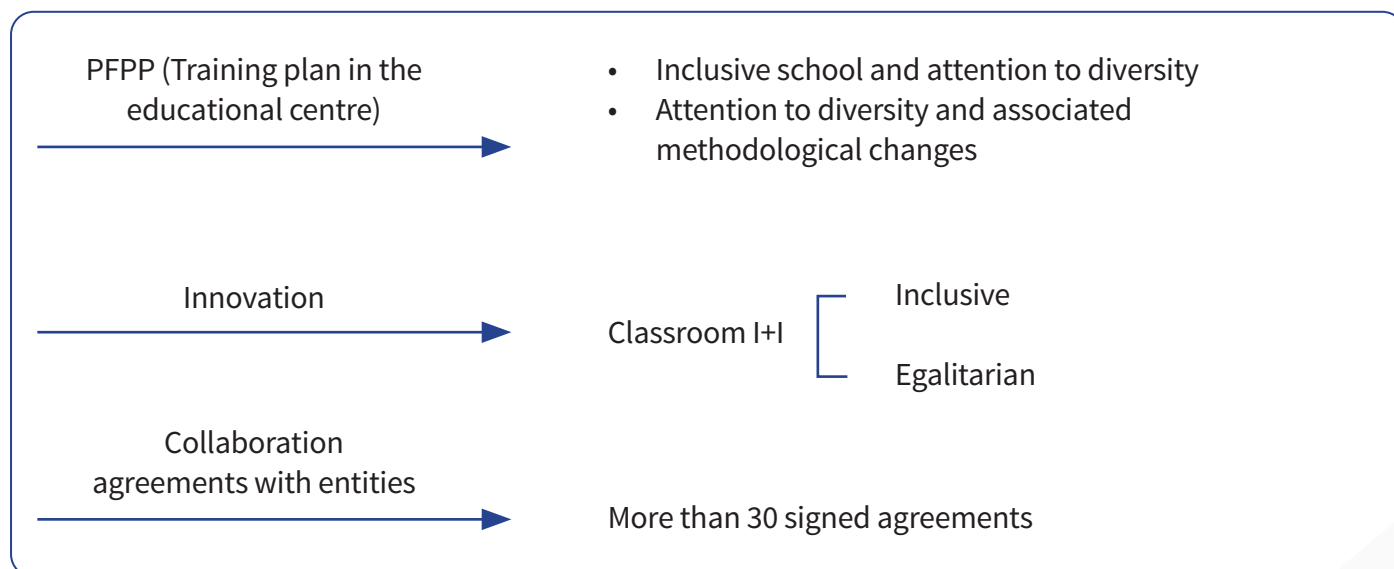 PFPP (Training plan in the
educational centre)
• Inclusive school and attention to diversity
• Attention to diversity and associated
methodological changes
Innovation
Classroom I+I
Inclusive
Egalitarian
Collaboration
agreements with entities
More than 30 signed agreements